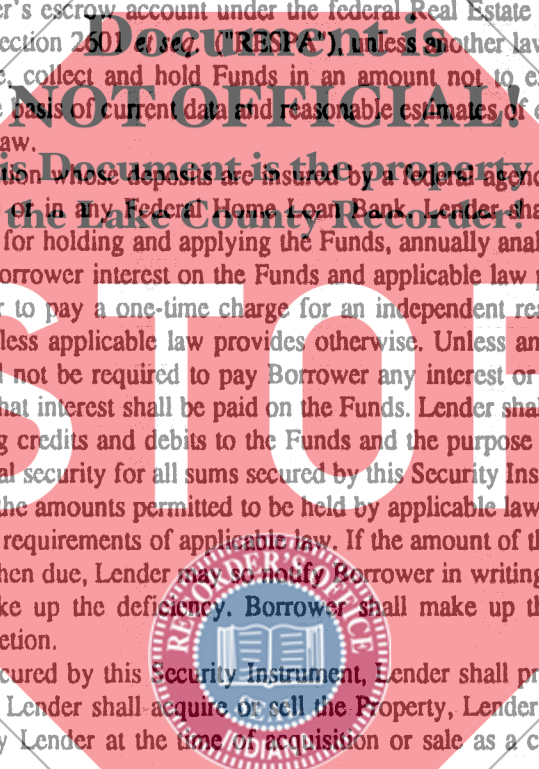 er's escrow account under the federal Real Estate
ection 2601 et seq. ("RESPA"), unless another law
e, collect and hold Funds in an amount not to e
e basis of current data and reasonable estimates of e
aw.
tion whose deposits are insured by a federal agenc
or in any Federal Home Loan Bank. Lender sha
for holding and applying the Funds, annually anal
orrower interest on the Funds and applicable law p
r to pay a one-time charge for an independent rea
less applicable law provides otherwise. Unless an
not be required to pay Borrower any interest or
hat interest shall be paid on the Funds. Lender shal
g credits and debits to the Funds and the purpose
al security for all sums secured by this Security Ins
the amounts permitted to be held by applicable law
requirements of applicable law. If the amount of th
hen due, Lender may so notify Borrower in writing
ke up the deficiency. Borrower shall make up th
etion.
cured by this Security Instrument, Lender shall pr
Lender shall acquire or sell the Property, Lender
y Lender at the time of acquisition or sale as a c
Document is
NOT OFFICIAL!
is Document is the property
the Lake County Recorder!
STOP
RECORDER'S OFFICE
SEAL
INDIANA